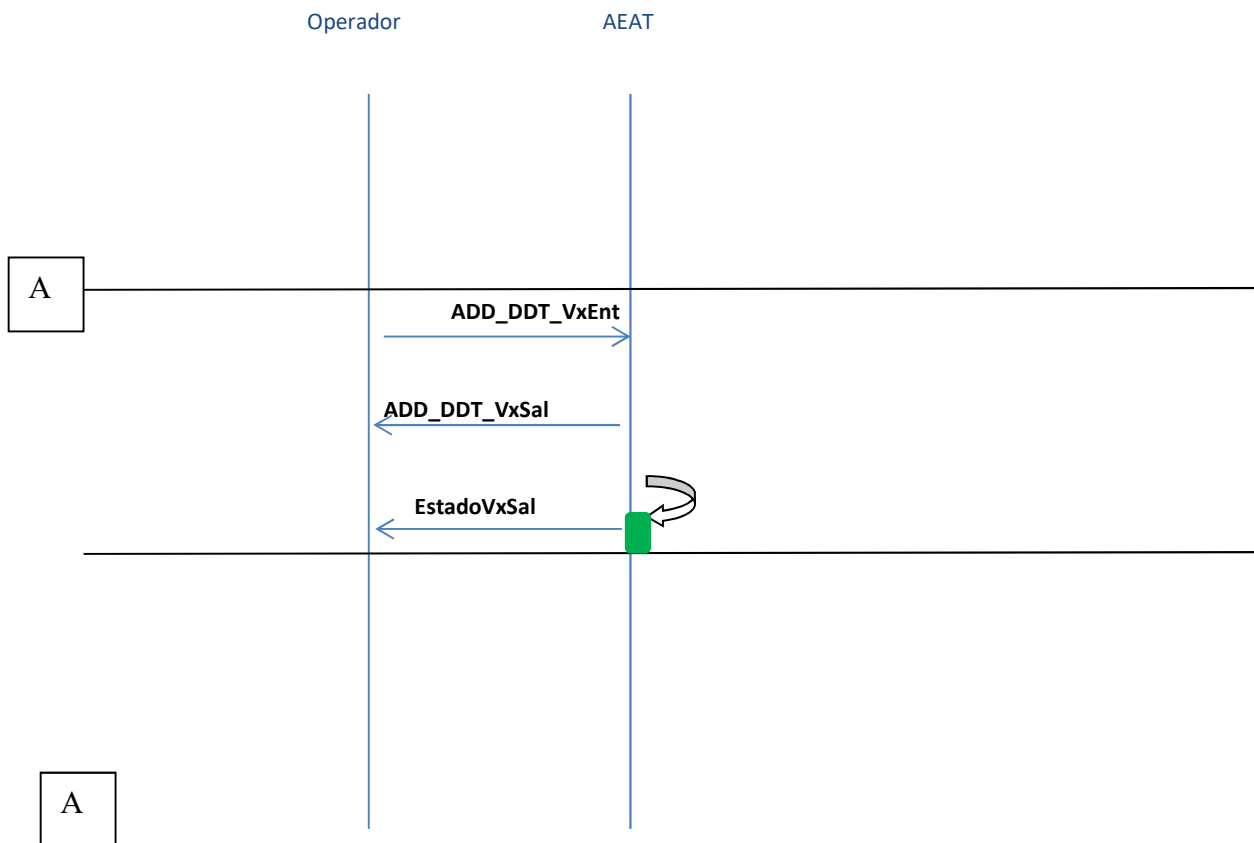 Operador AEAT
A
ADD_DDT_VxEnt
ADD_DDT_VxSal
EstadoVxSal
A